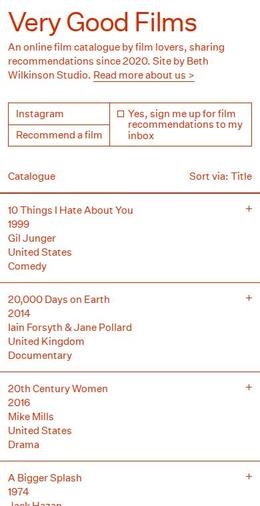 Very Good Films
An online film catalogue by film lovers, sharing
recommendations since 2020. Site by Beth
Wilkinson Studio. Read more about us >
Instagram
Recommend a film
Yes, sign me up for film
recommendations to my
inbox
Catalogue
Sort via: Title
10 Things I Hate About You
+
1999
Gil Junger
United States
Comedy
20,000 Days on Earth
+
2014
Iain Forsyth & Jane Pollard
United Kingdom
Documentary
20th Century Women
+
2016
Mike Mills
United States
Drama
A Bigger Splash
+
1974
Jack Hazan